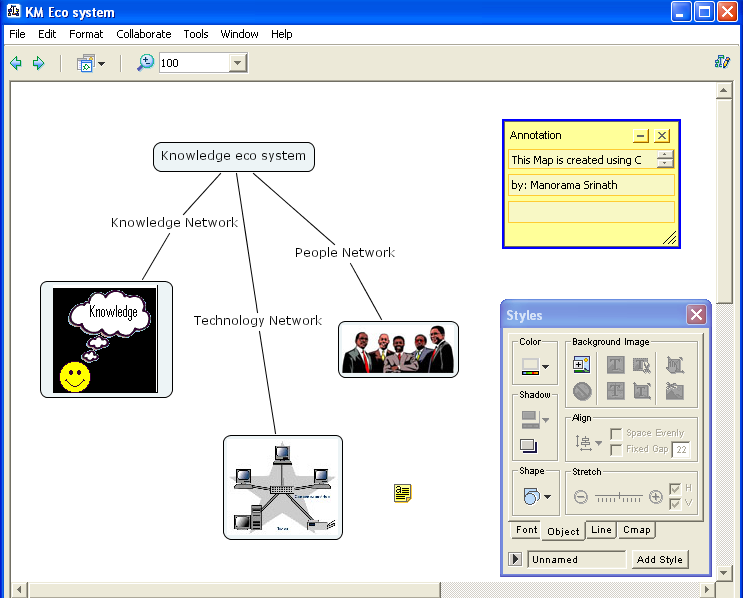 KM Eco system
File Edit Format Collaborate Tools Window Help
100
Knowledge eco system
Annotation
This Map is created using C
by: Manorama Srinath
Knowledge Network
People Network
Knowledge
Technology Network
Styles
Color
Background Image
Shadow
Align
Space Evenly
Fixed Gap 22
Shape
Stretch
H
V
Font Object Line Cmap
Unnamed Add Style